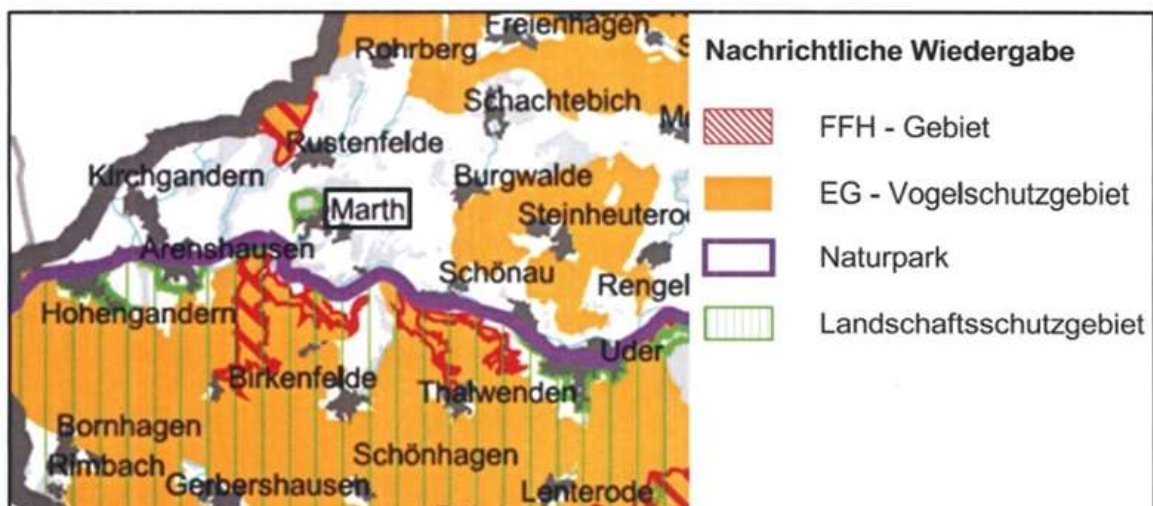 Freienhagen
Rohrberg
Schachtebich
Rustenfelde
Kirchgandern
Burgwalde
Marth
Steinheutero
Arenshausen
Schönau
Rengel
Hohengandern
Uder
Birkenfelde
Thalwenden
Bornhagen
Schönhagen
Rimbach
Gerbershausen
Lenterode
Nachrichtliche Wiedergabe
FFH - Gebiet
EG - Vogelschutzgebiet
Naturpark
Landschaftsschutzgebiet